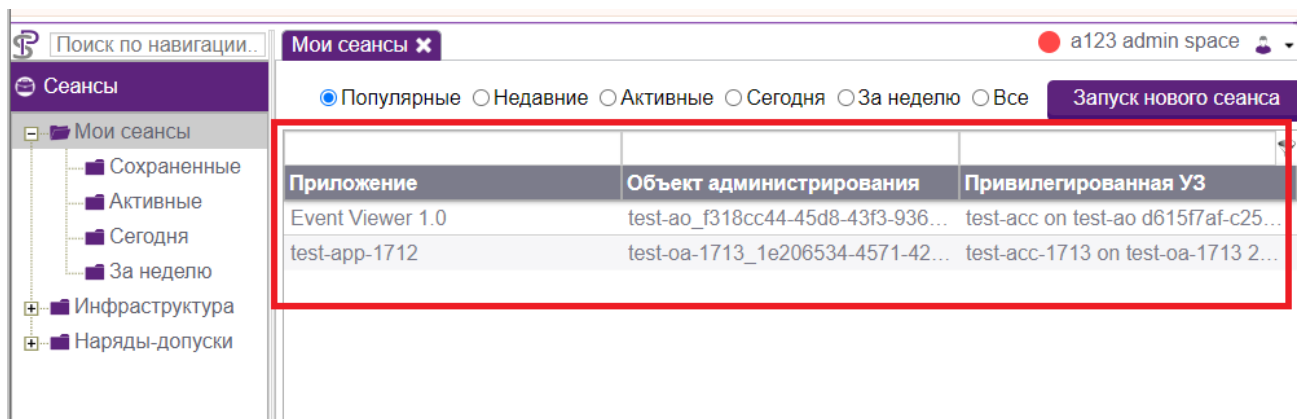 Поиск по навигации..
Мои сеансы
a123 admin space
Сеансы
Популярные Недавние Активные Сегодня За неделю Все
Запуск нового сеанса
Мои сеансы
Сохраненные
Активные
Сегодня
За неделю
Инфраструктура
Наряды-допуски
Приложение Объект администрирования Привилегированная УЗ
Event Viewer 1.0 test-ao_f318cc44-45d8-43f3-936... test-acc on test-ao d615f7af-c25...
test-app-1712 test-oa-1713_1e206534-4571-42... test-acc-1713 on test-oa-1713 2...